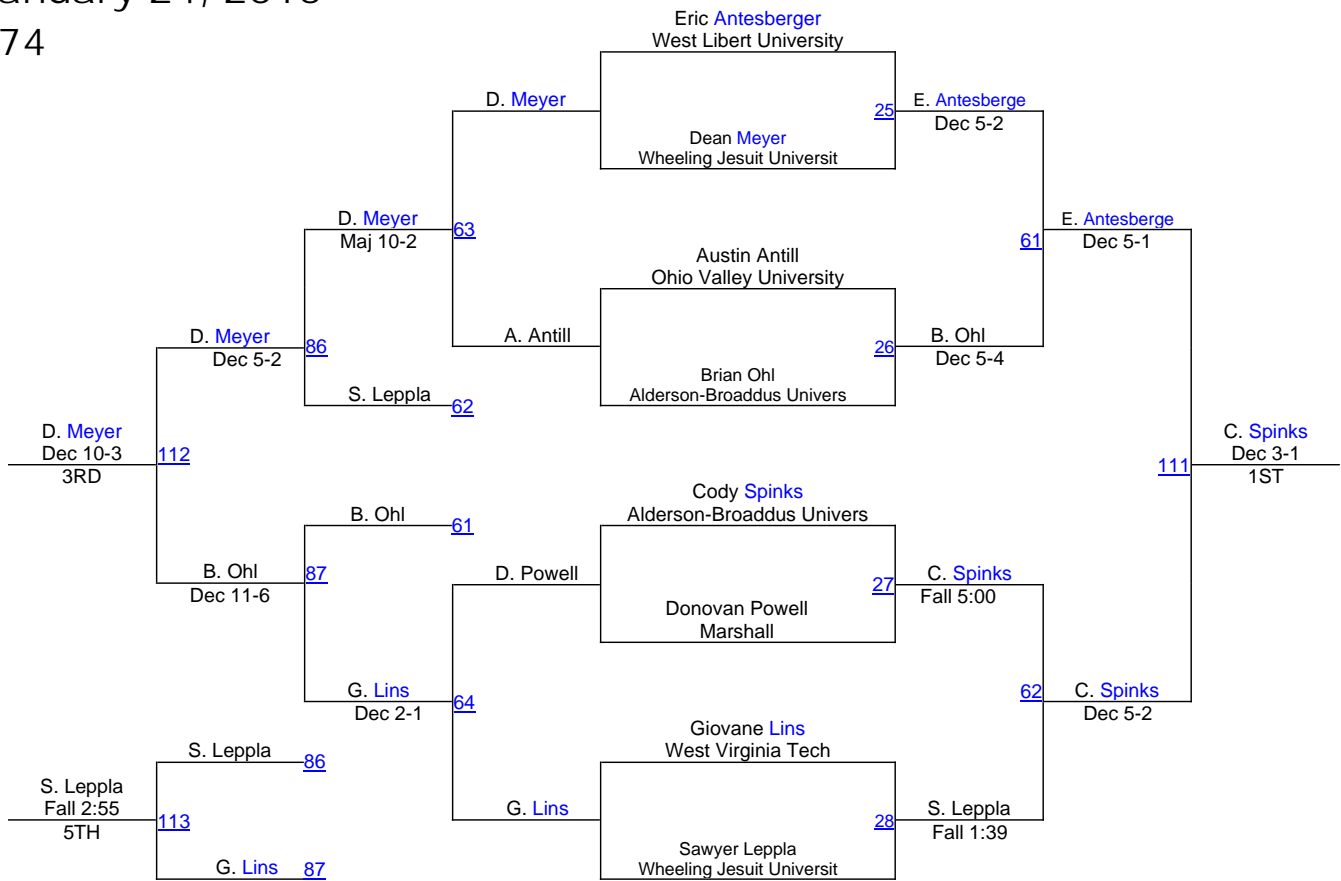 74
Eric Antesberger
West Libert University
D. Meyer
25
E. Antesberge
Dec 5-2
Dean Meyer
Wheeling Jesuit Universit
D. Meyer
Maj 10-2
63
61
E. Antesberge
Dec 5-1
Austin Antill
Ohio Valley University
D. Meyer
Dec 5-2
86
A. Antill
26
B. Ohl
Dec 5-4
Brian Ohl
Alderson-Broaddus Univers
S. Leppla
62
D. Meyer
Dec 10-3
3RD
112
111
C. Spinks
Dec 3-1
1ST
Cody Spinks
Alderson-Broaddus Univers
B. Ohl
61
B. Ohl
Dec 11-6
87
D. Powell
27
C. Spinks
Fall 5:00
Donovan Powell
Marshall
G. Lins
Dec 2-1
64
62
C. Spinks
Dec 5-2
Giovane Lins
West Virginia Tech
S. Leppla
86
S. Leppla
Fall 2:55
5TH
113
G. Lins
28
S. Leppla
Fall 1:39
Sawyer Leppla
Wheeling Jesuit Universit
G. Lins
87